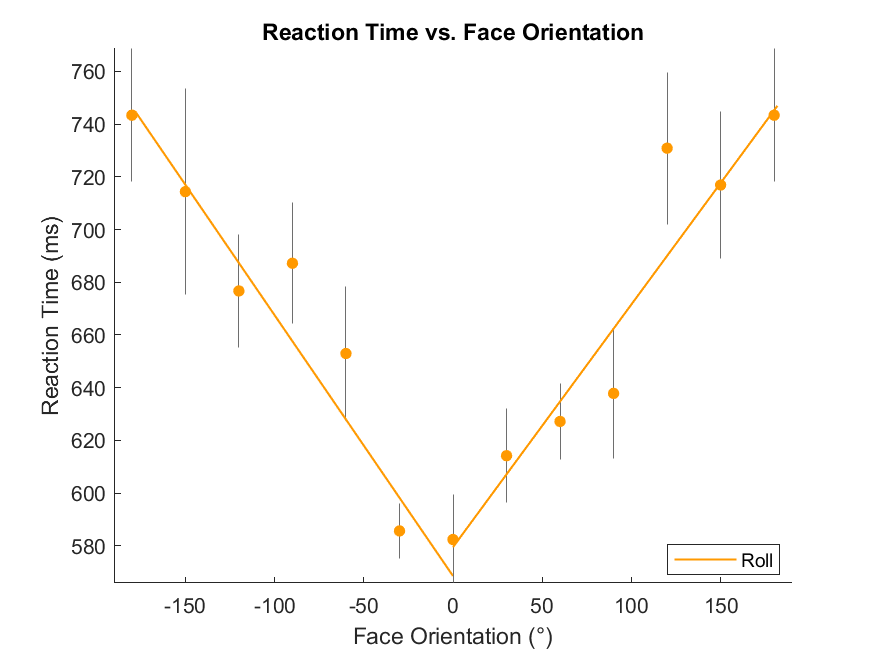 Reaction Time vs. Face Orientation
760
740
720
700
680
660
640
620
600
580
Reaction Time (ms)
-150 -100 -50 0 50 100 150
Face Orientation (°)
Roll